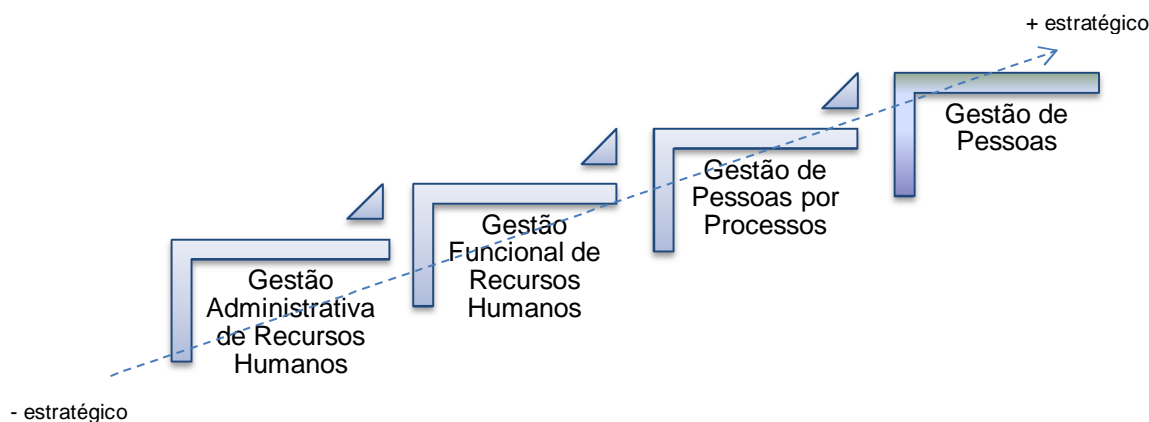 + estratégico
Gestão de
Pessoas
Gestão de
Pessoas por
Processos
Gestão
Funcional de
Recursos
Humanos
Gestão
Administrativa
de Recursos
Humanos
- estratégico